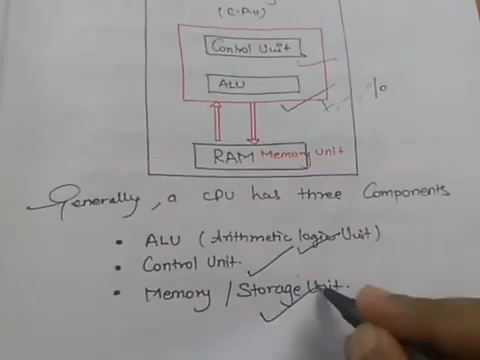 (C.P.U)
Control Unit
ALU
RAM Memory Unit
Generally, a CPU has three Components
• ALU (Arithmetic logic Unit)
• Control Unit.
• Memory / Storage Unit.